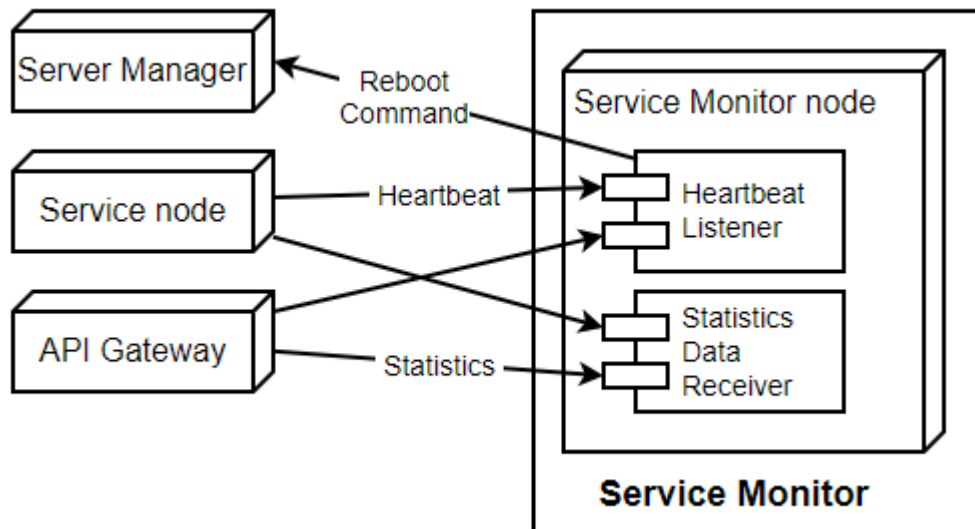 Server Manager
Reboot
Command
Service Monitor node
Service node
Heartbeat
Heartbeat
Listener
API Gateway
Statistics
Statistics
Data
Receiver
Service Monitor